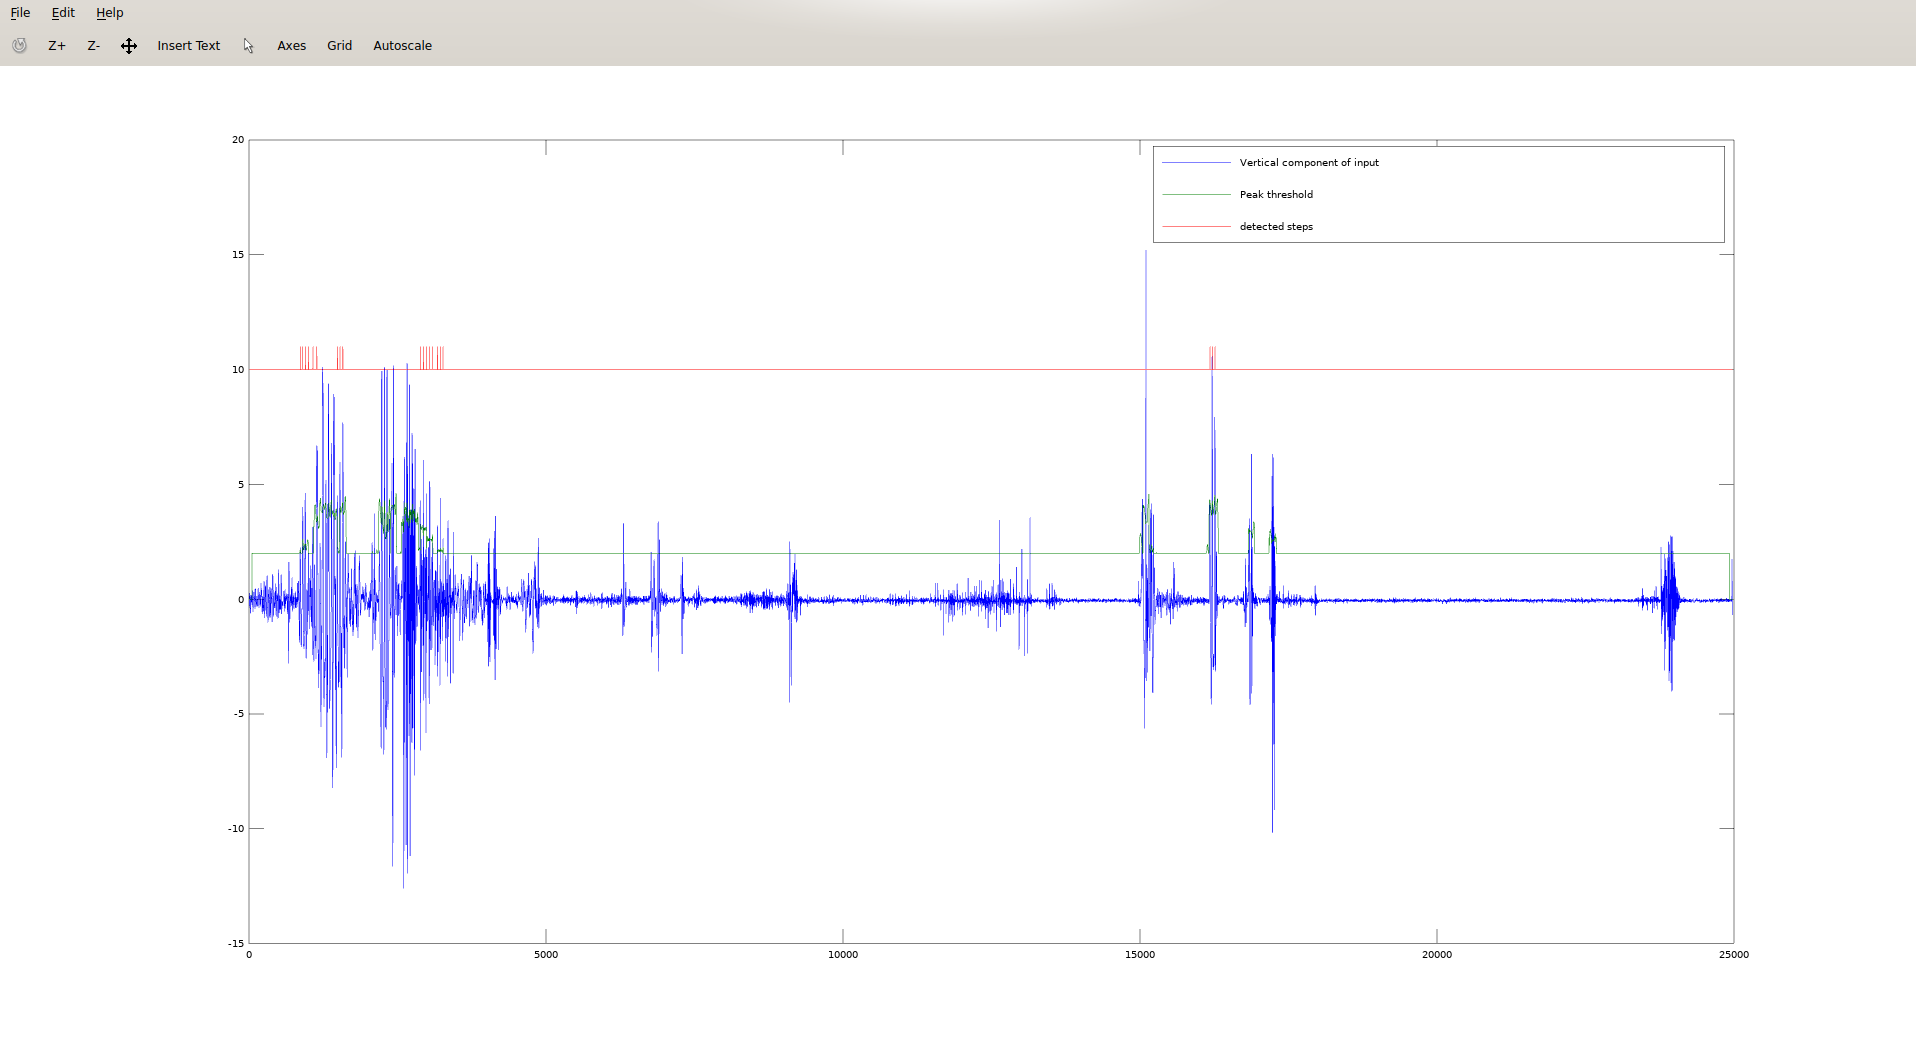 File Edit Help
Z+ Z- Insert Text Axes Grid Autoscale
20
Vertical component of input
Peak threshold
detected steps
15
10
5
0
-5
-10
-15
0 5000 10000 15000 20000 25000